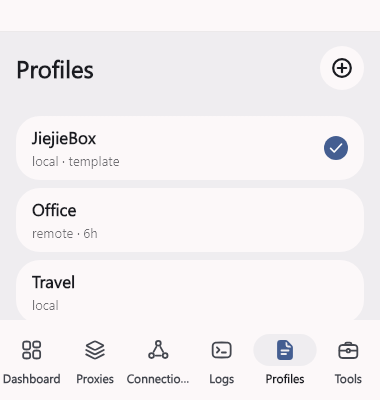 Profiles
JiejieBox
local · template
Office
remote · 6h
Travel
local
Dashboard
Proxies
Connectio...
Logs
Profiles
Tools